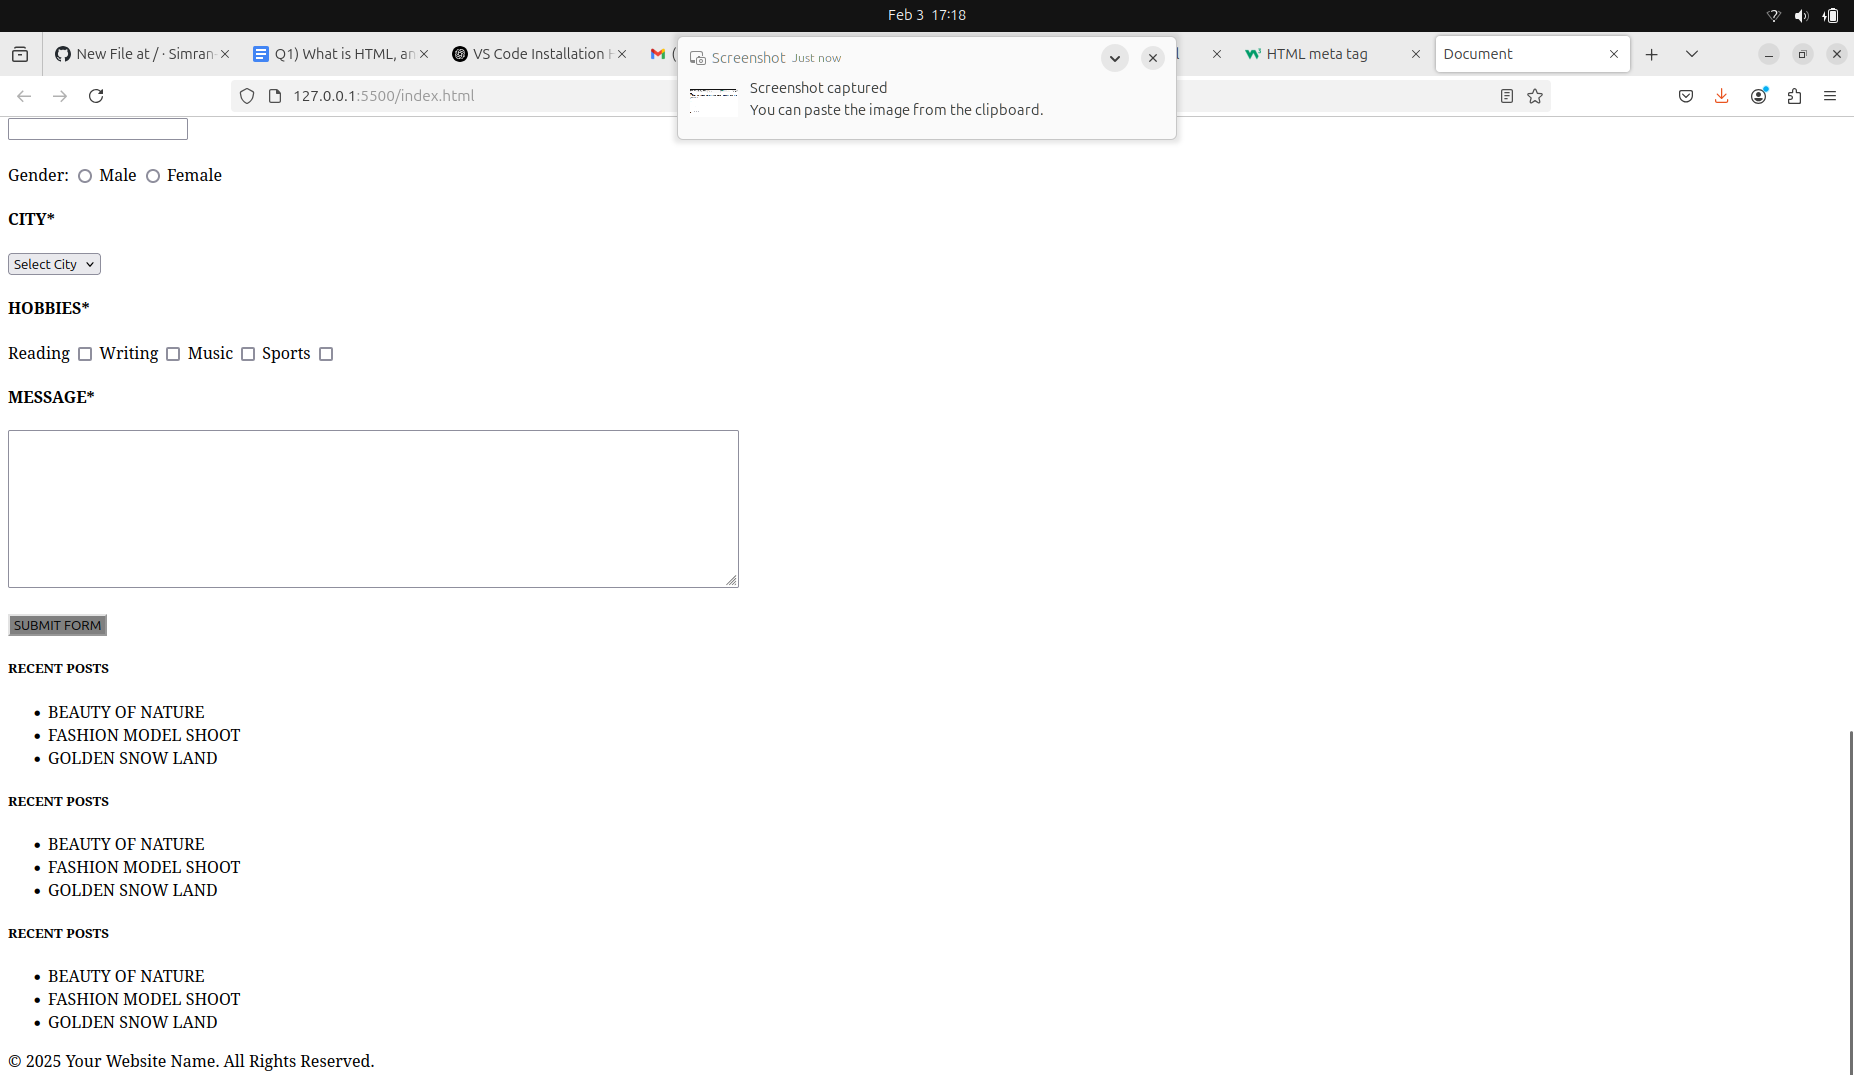 Feb 3 17:18
New File at / · Simran
Q1) What is HTML, an
VS Code Installation H
(
HTML meta tag
Document
127.0.0.1:5500/index.html
Screenshot Just now
Screenshot captured
You can paste the image from the clipboard.
Gender: Male Female
CITY*
Select City
HOBBIES*
Reading Writing Music Sports
MESSAGE*
SUBMIT FORM
RECENT POSTS
• BEAUTY OF NATURE
• FASHION MODEL SHOOT
• GOLDEN SNOW LAND
RECENT POSTS
• BEAUTY OF NATURE
• FASHION MODEL SHOOT
• GOLDEN SNOW LAND
RECENT POSTS
• BEAUTY OF NATURE
• FASHION MODEL SHOOT
• GOLDEN SNOW LAND
© 2025 Your Website Name. All Rights Reserved.